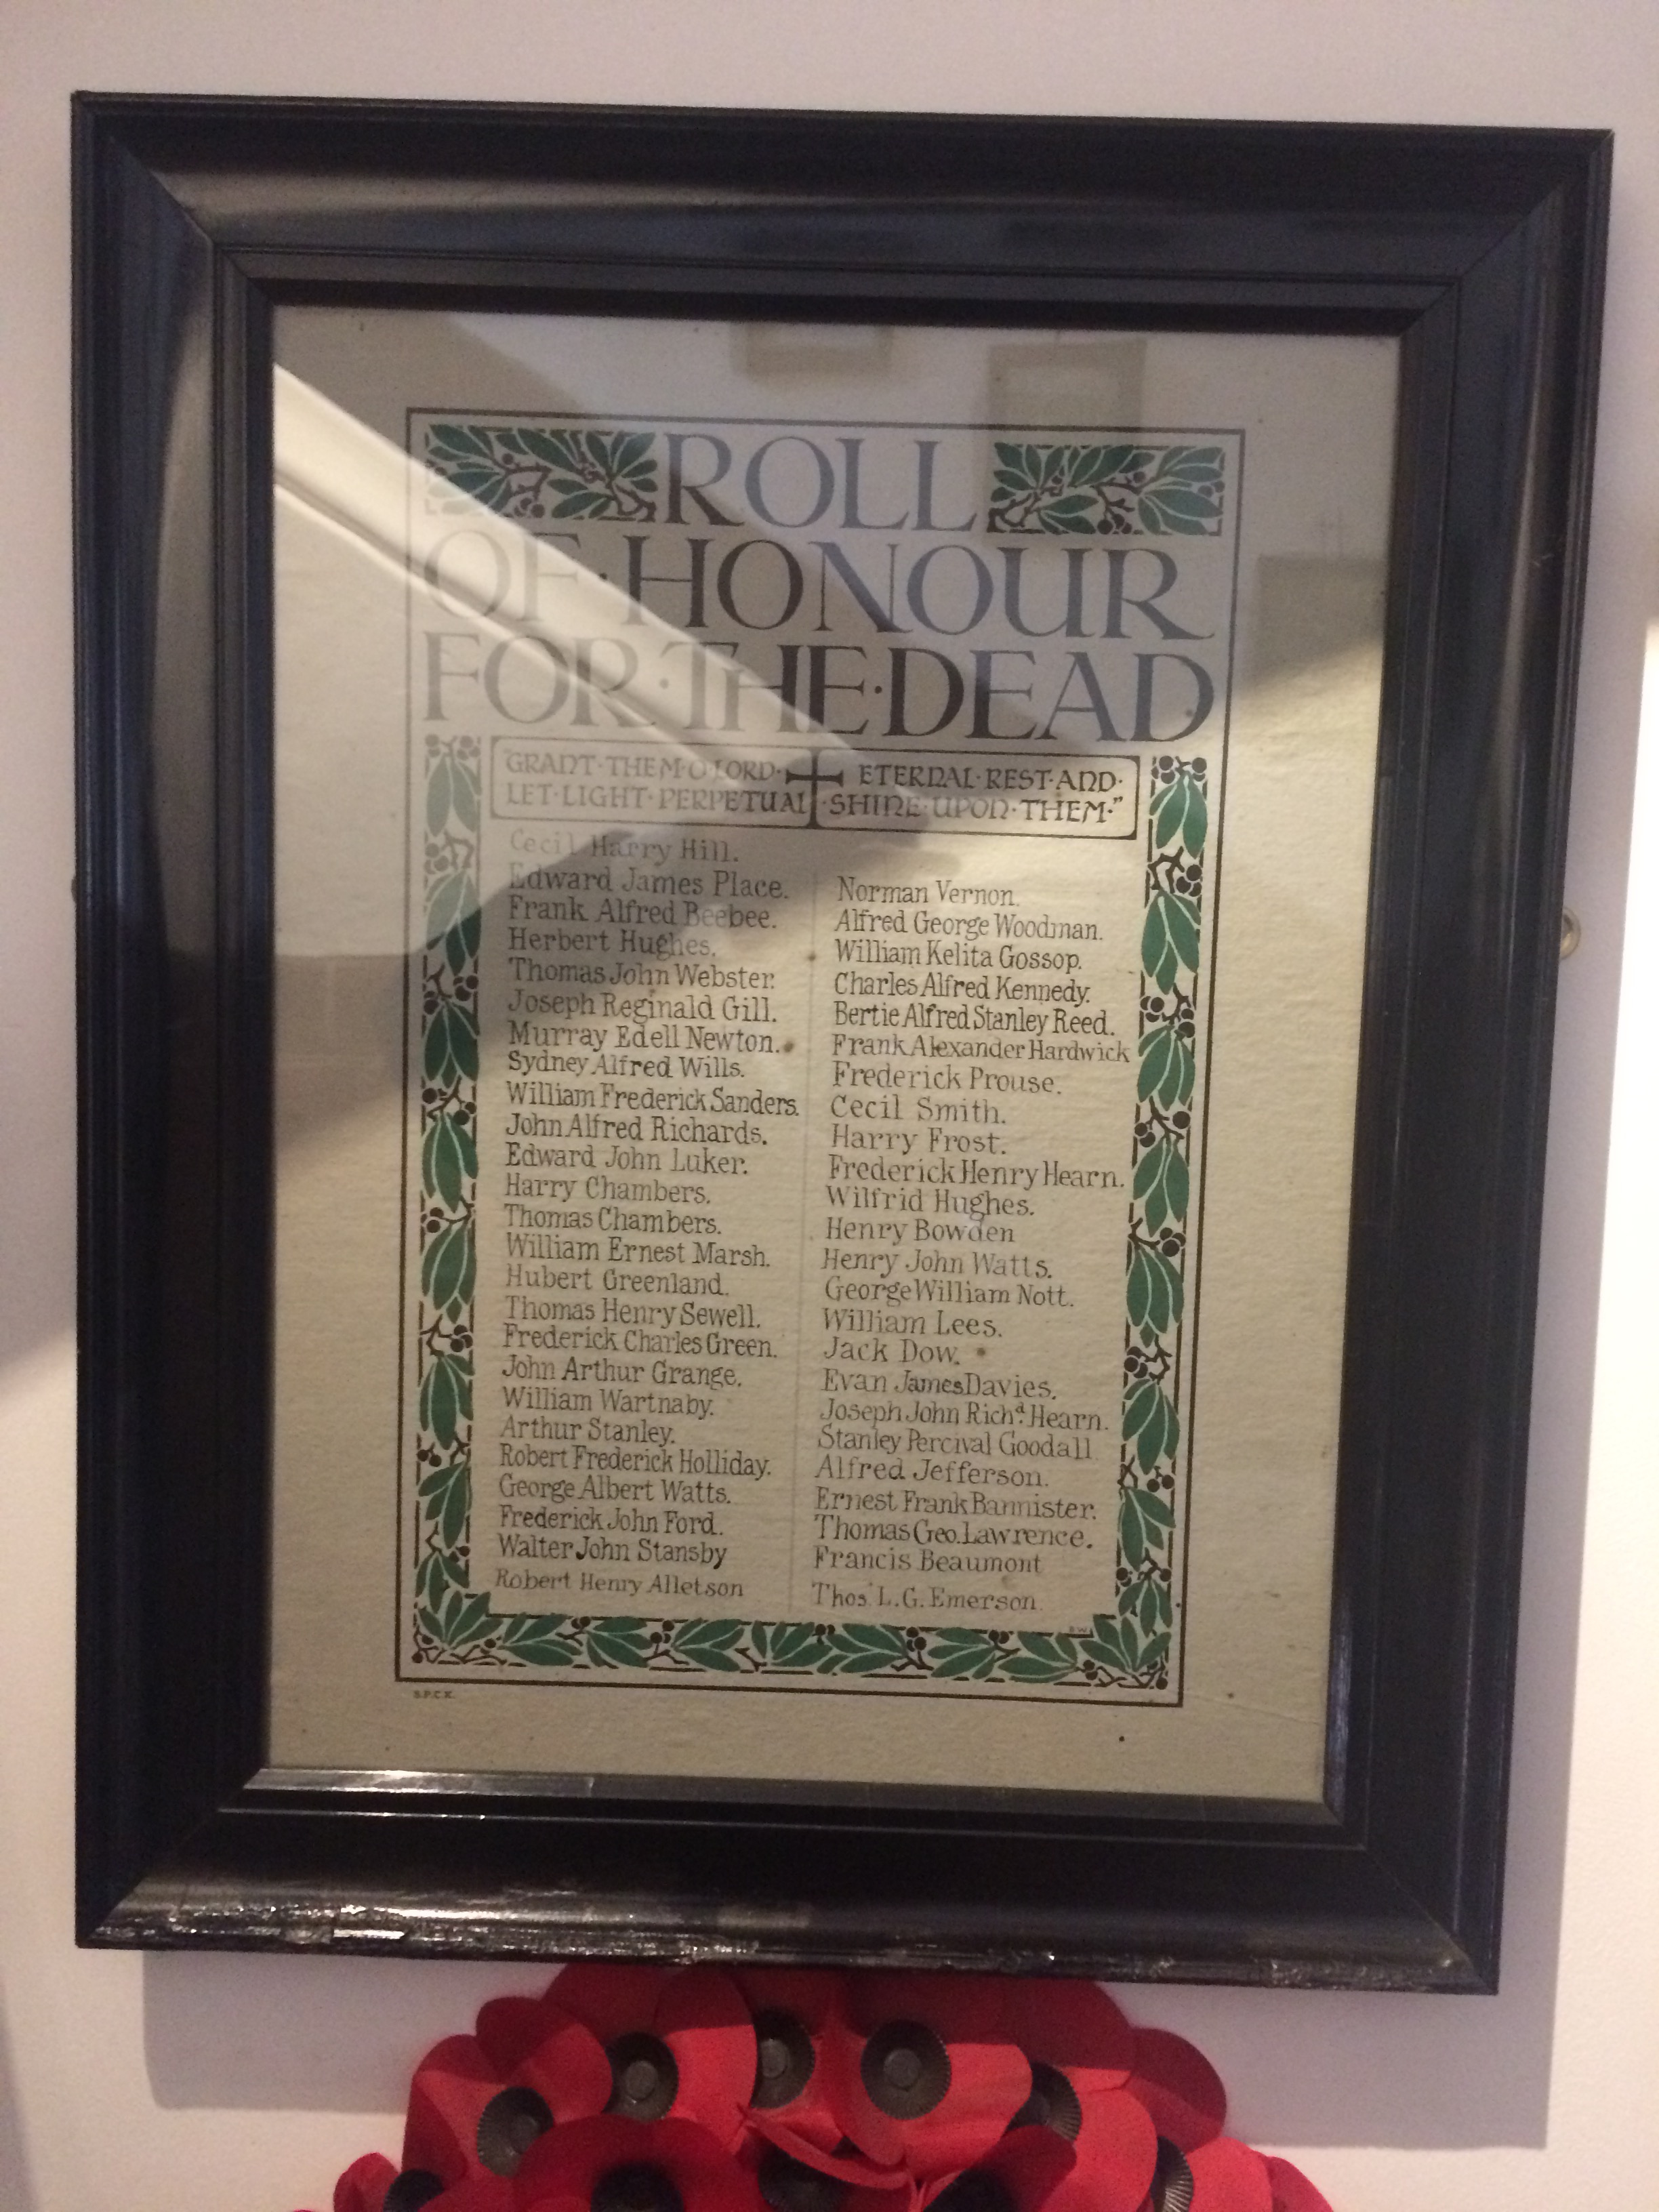 ROLL
OF·HONOUR
FOR·THE·DEAD
"GRANT·THEM·O·LORD· ETERNAL·REST·AND·
LET·LIGHT·PERPETUAL·SHINE·UPON·THEM·"
Cecil Harry Hill.
Edward James Place.
Frank Alfred Beebee.
Herbert Hughes.
Thomas John Webster.
Joseph Reginald Gill.
Murray Edell Newton.
Sydney Alfred Wills.
William Frederick Sanders.
John Alfred Richards.
Edward John Luker.
Harry Chambers.
Thomas Chambers.
William Ernest Marsh.
Hubert Greenland.
Thomas Henry Sewell.
Frederick Charles Green.
John Arthur Grange.
William Wartnaby.
Arthur Stanley.
Robert Frederick Holliday.
George Albert Watts.
Frederick John Ford.
Walter John Stansby
Robert Henry Alletson
Norman Vernon.
Alfred George Woodman.
William Kelita Gossop.
Charles Alfred Kennedy.
Bertie Alfred Stanley Reed.
Frank Alexander Hardwick
Frederick Prouse.
Cecil Smith.
Harry Frost.
Frederick Henry Hearn.
Wilfrid Hughes.
Henry Bowden
Henry John Watts.
George William Nott.
William Lees.
Jack Dow.
Evan James Davies.
Joseph John Richd. Hearn.
Stanley Percival Goodall
Alfred Jefferson.
Ernest Frank Bannister.
Thomas Geo. Lawrence.
Francis Beaumont
Thos. L.G. Emerson.
S.P.C.K.